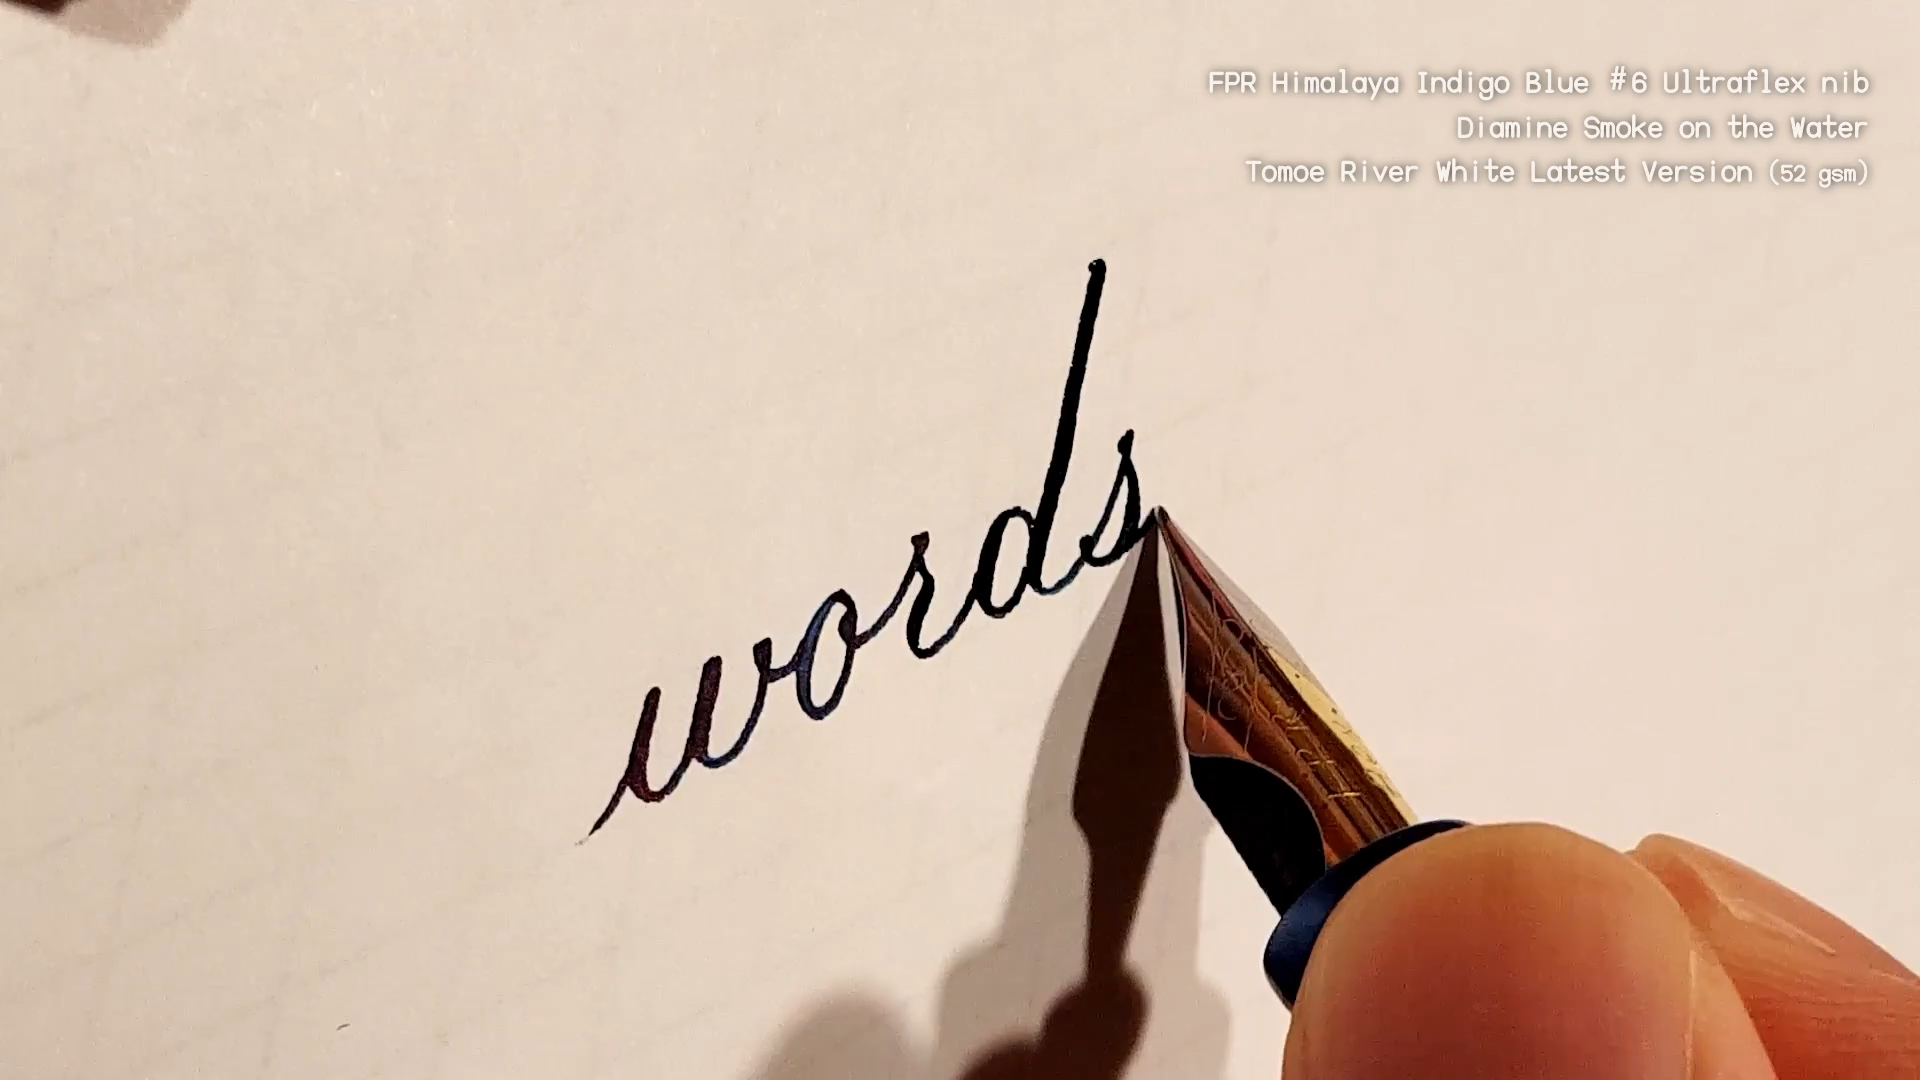 FPR Himalaya Indigo Blue #6 Ultraflex nib
Diamine Smoke on the Water
Tomoe River White Latest Version (52 gsm)
words